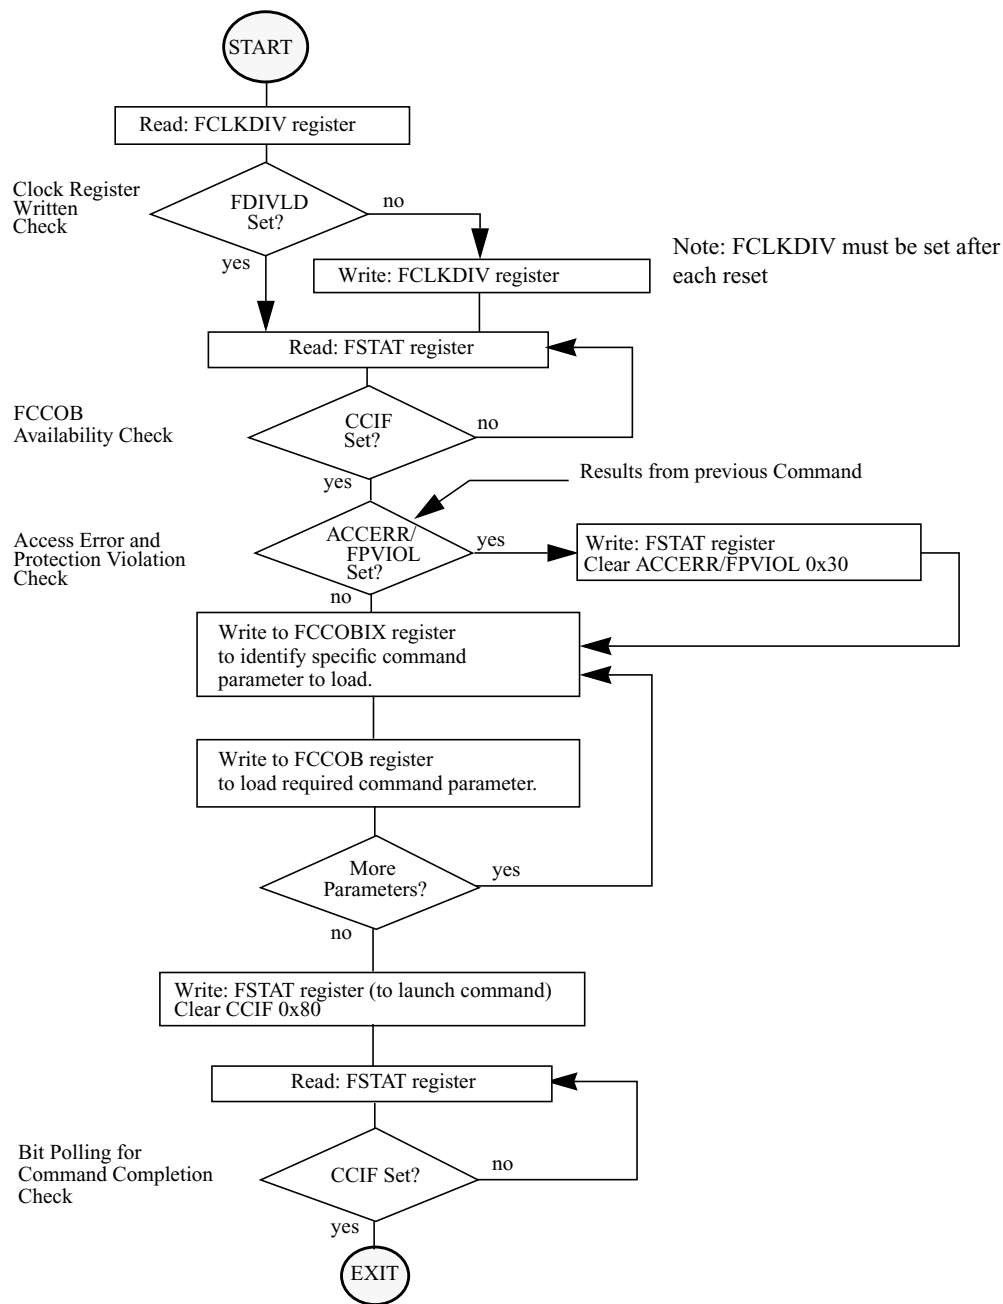 START
Read: FCLKDIV register
Clock Register
Written
Check
FDIVLD
Set?
no
yes
Write: FCLKDIV register
Note: FCLKDIV must be set after
each reset
Read: FSTAT register
FCCOB
Availability Check
CCIF
Set?
no
yes
Results from previous Command
Access Error and
Protection Violation
Check
ACCERR/
FPVIOL
Set?
yes
no
Write: FSTAT register
Clear ACCERR/FPVIOL 0x30
Write to FCCOBIX register
to identify specific command
parameter to load.
Write to FCCOB register
to load required command parameter.
More
Parameters?
yes
no
Write: FSTAT register (to launch command)
Clear CCIF 0x80
Read: FSTAT register
Bit Polling for
Command Completion
Check
CCIF Set?
no
yes
EXIT